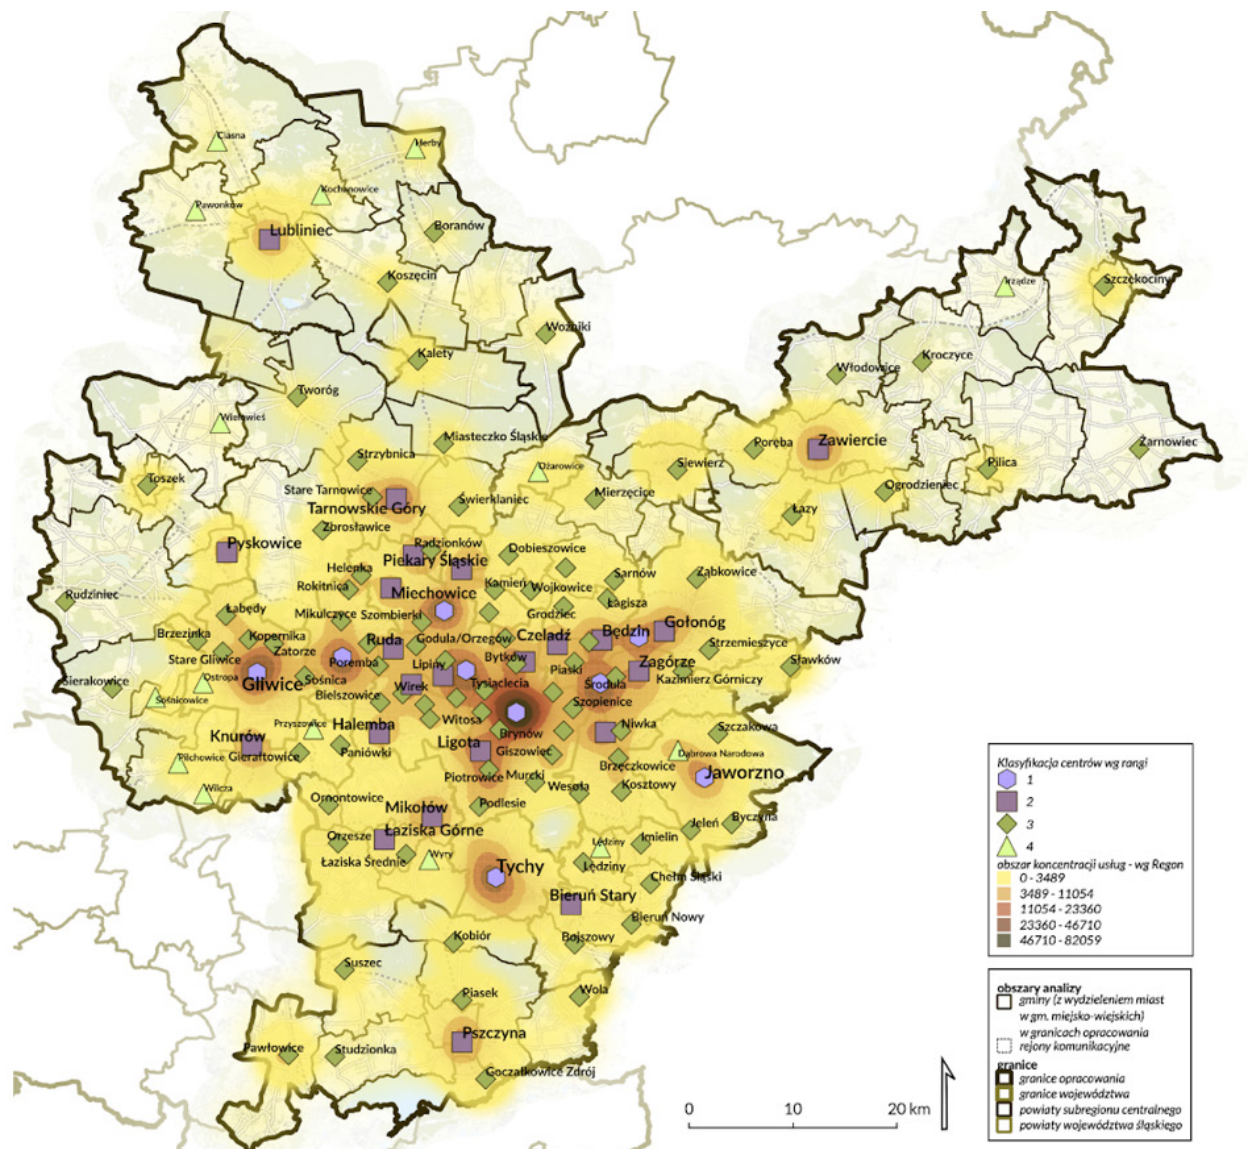 Ciasna
Herby
Kochanowice
Pawonków
Lubliniec
Boranów
Koszęcin
Woźniki
Kalety
Tworóg
Irządze
Szczekociny
Kroczyce
Włodowice
Wielowieś
Miasteczko Śląskie
Poręba
Zawiercie
Żarnowiec
Strzybnica
Ożarowice
Siewierz
Pilica
Toszek
Stare Tarnowice
Mierzęcice
Ogrodzieniec
Tarnowskie Góry
Świerklaniec
Łazy
Zbrosławice
Pyskowice
Radzionków
Dobieszowice
Piekary Śląskie
Helenka
Sarnów
Ząbkowice
Rokitnica
Miechowice
Kamień
Wojkowice
Rudziniec
Łagisza
Łabędy
Mikulczyce
Szombierki
Grodziec
Gołonóg
Brzezinka
Kopernika
Ruda
Godula/Orzegów
Czeladź
Będzin
Strzemieszyce
Zatorze
Stare Gliwice
Poremba
Lipiny
Bytków
Zagórze
Sławków
Ostropa
Gliwice
Sośnica
Piaski
Kazimierz Górniczy
Sierakowice
Bielszowice
Wirek
Tysiąclecia
Środula
Sośnicowice
Szopienice
Przyszowice
Halemba
Witosa
Niwka
Szczakowa
Knurów
Brynów
Gierałtowice
Paniówki
Ligota
Giszowiec
Dąbrowa Narodowa
Pilchowice
Brzęczkowice
Piotrowice
Murcki
Jaworzno
Wilcza
Wesoła
Kosztowy
Ornontowice
Mikołów
Podlesie
Byczyna
Orzesze
Łaziska Górne
Jeleń
Imielin
Łaziska Średnie
Wyry
Lędziny
Lędziny
Tychy
Chełm Śląski
Bieruń Stary
Bieruń Nowy
Kobiór
Bojszowy
Suszec
Piasek
Wola
Pszczyna
Pawłowice
Studzionka
Goczałkowice Zdrój
0 10 20 km
Klasyfikacja centrów wg rangi
1
2
3
4
obszar koncentracji usług - wg Regon
0 - 3489
3489 - 11054
11054 - 23360
23360 - 46710
46710 - 82059
obszary analizy
gminy (z wydzieleniem miast
w gm. miejsko-wiejskich)
w granicach opracowania
rejony komunikacyjne
granice
granice opracowania
granice województwa
powiaty subregionu centralnego
powiaty województwa śląskiego